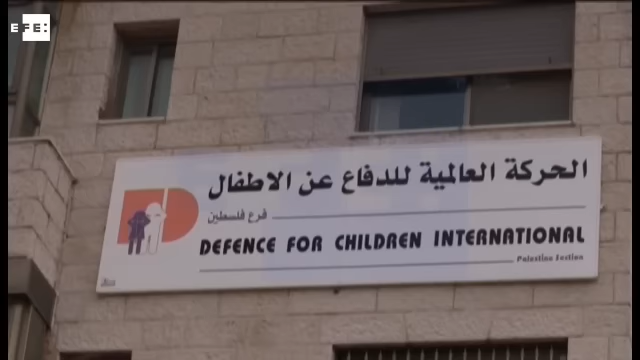 EFE:
الحركة العالمية للدفاع عن الاطفال
فرع فلسطين
DEFENCE FOR CHILDREN INTERNATIONAL
Palestine Section